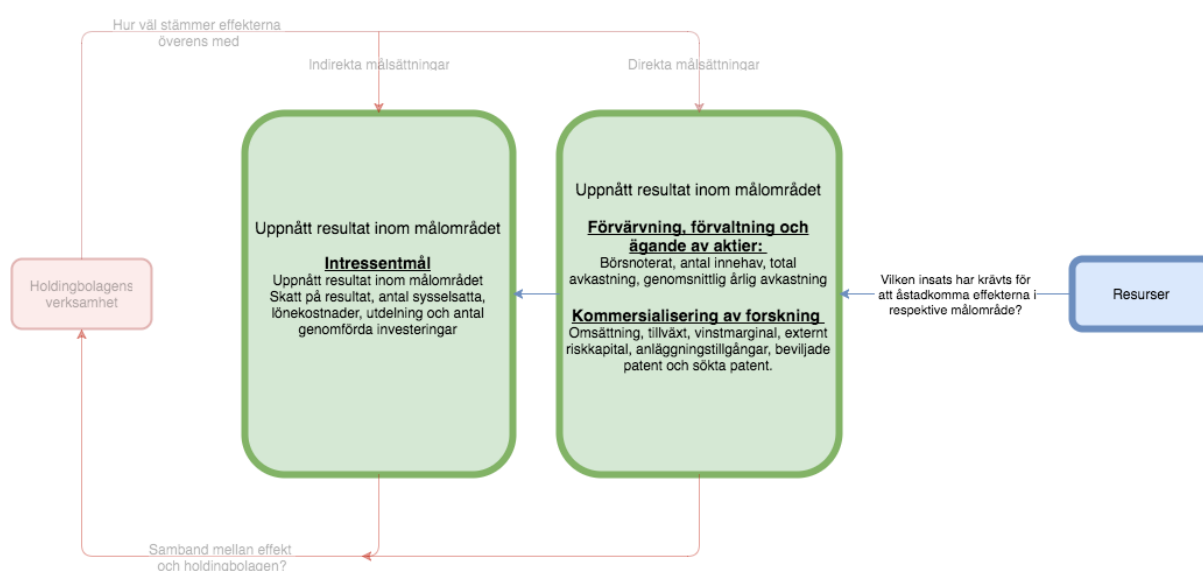 Hur väl stämmer effekterna
överens med
Indirekta målsättningar
Direkta målsättningar
Holdingbolagens
verksamhet
Uppnått resultat inom målområdet
Intressentmål
Uppnått resultat inom målområdet
Skatt på resultat, antal sysselsatta,
lönekostnader, utdelning och antal
genomförda investeringar
Uppnått resultat inom målområdet
Förvärvning, förvaltning och
ägande av aktier:
Börsnoterat, antal innehav, total
avkastning, genomsnittlig årlig avkastning
Kommersialisering av forskning
Omsättning, tillväxt, vinstmarginal, externt
riskkapital, anläggningstillgångar, beviljade
patent och sökta patent.
Vilken insats har krävts för
att åstadkomma effekterna i
respektive målområde?
Resurser
Samband mellan effekt
och holdingbolagen?